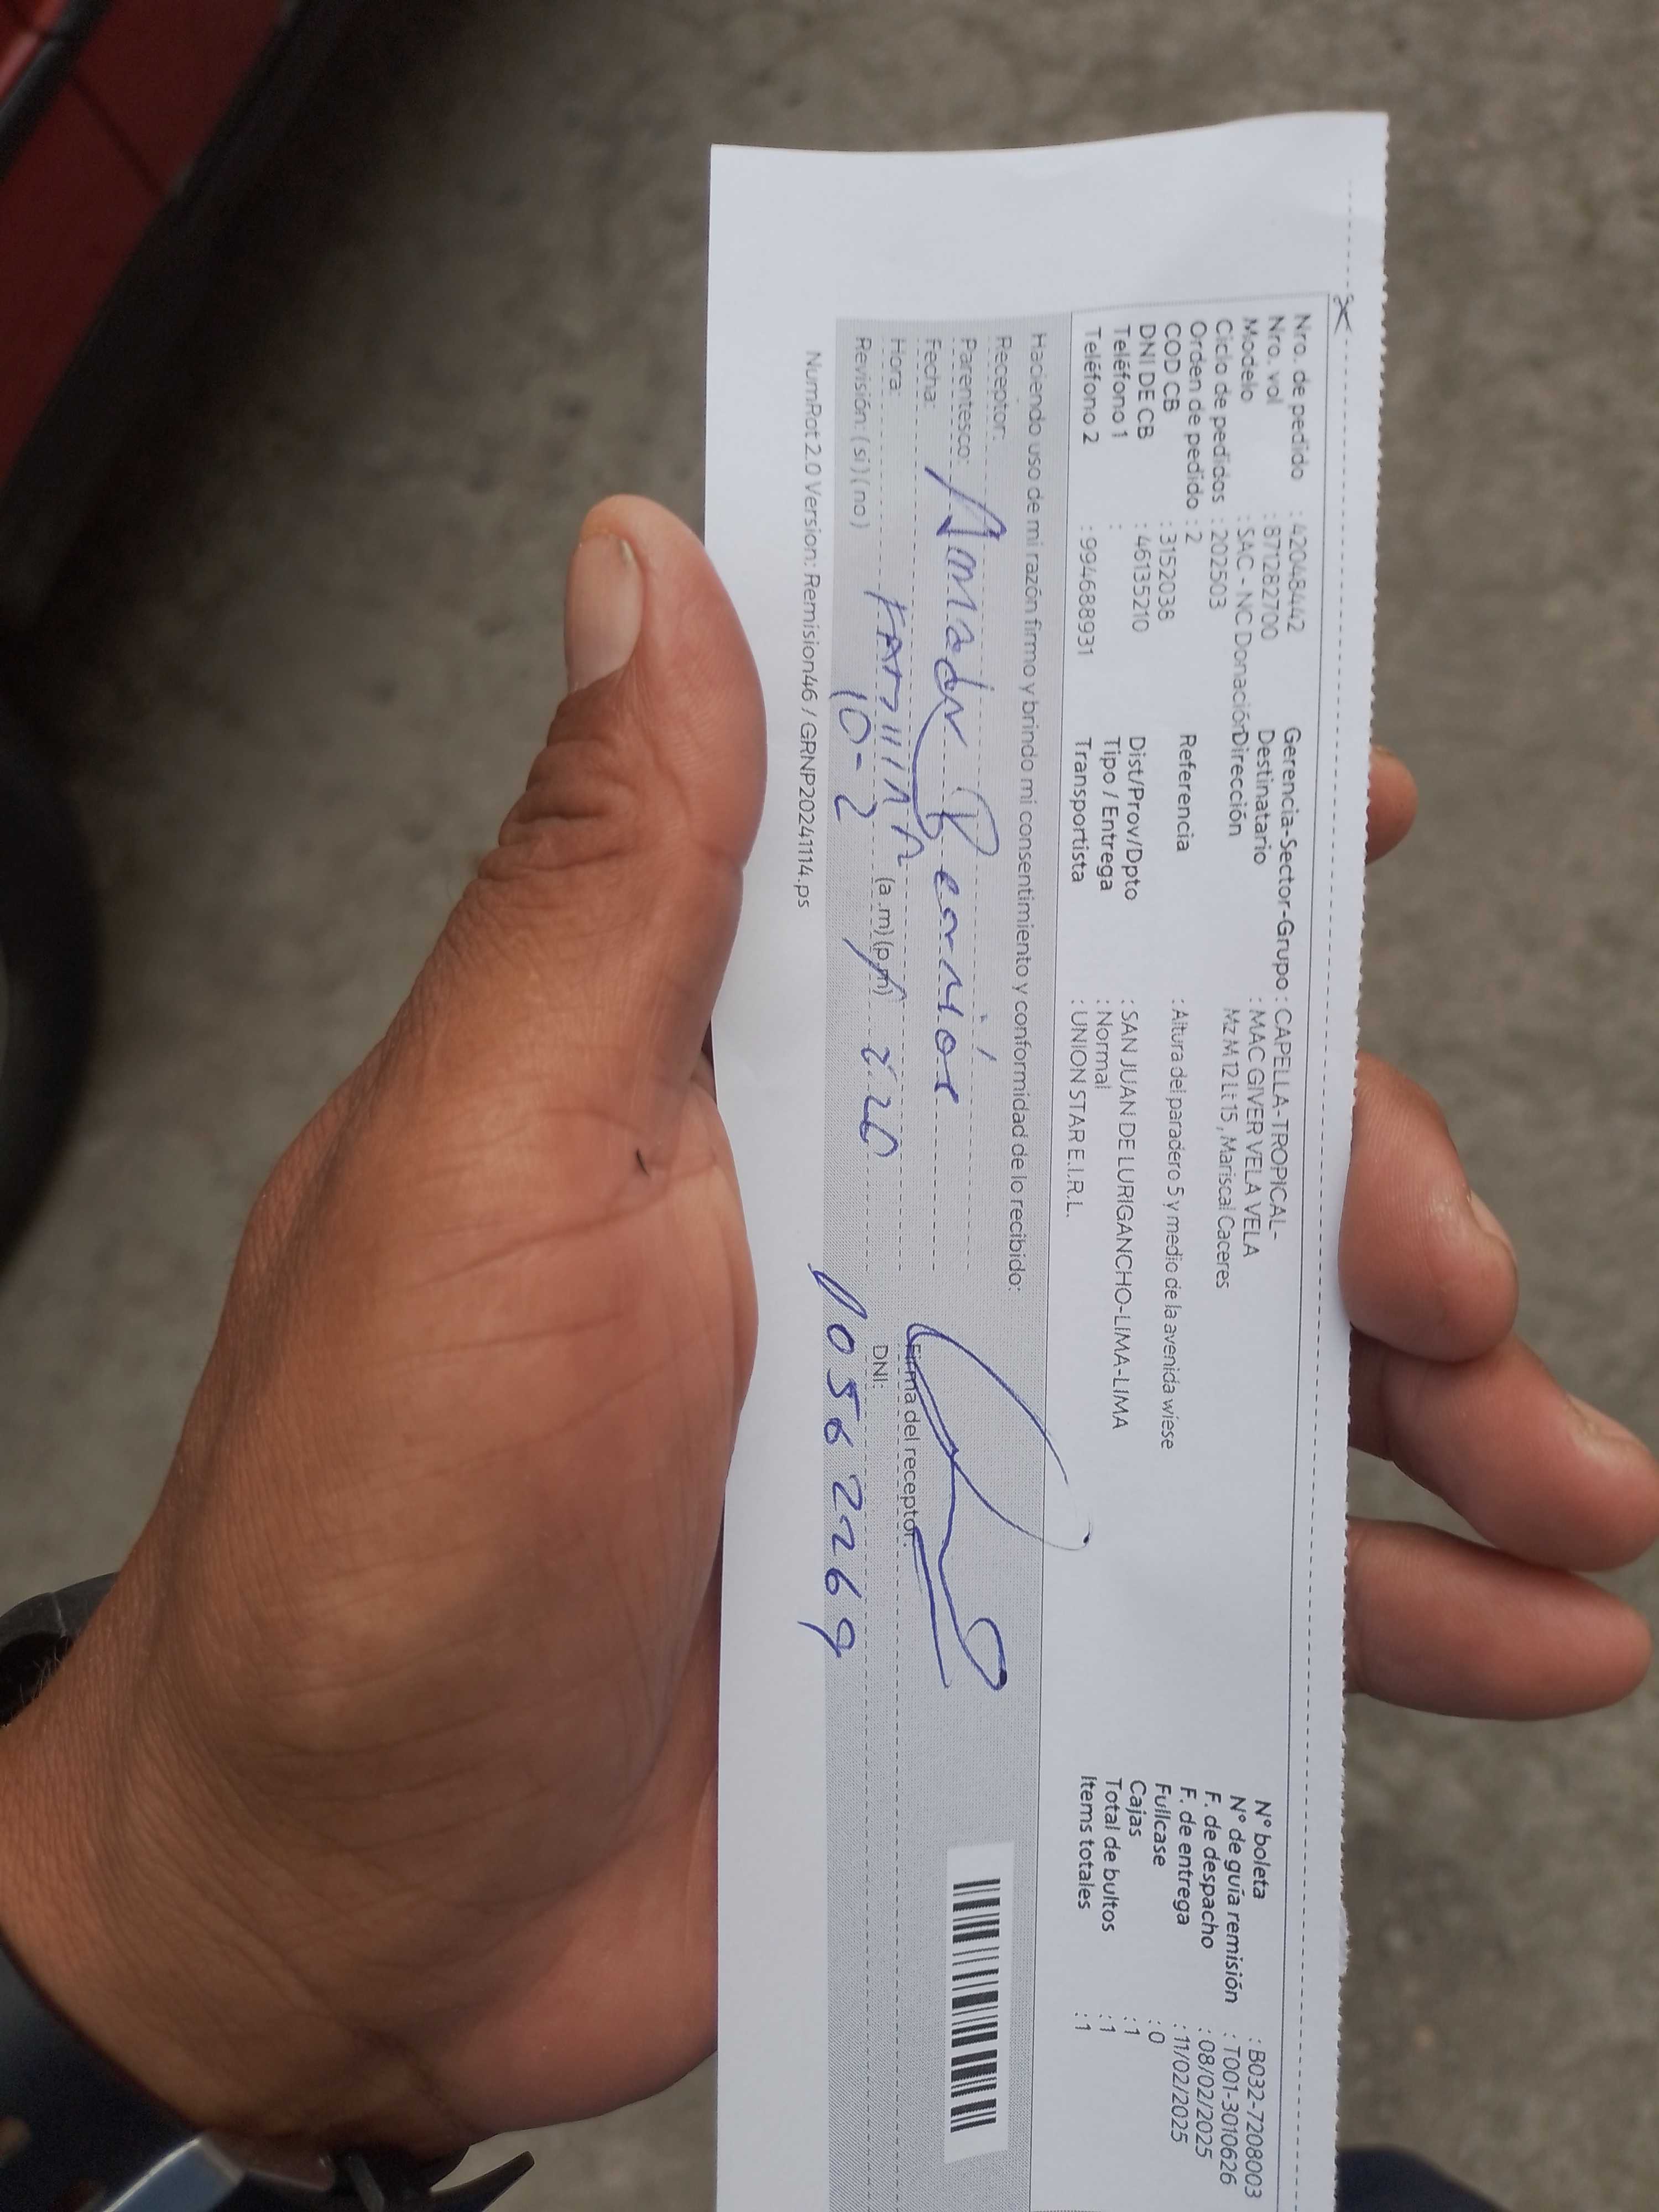 Nro. de pedido : 420484442
Nro. vol : 871282700
Modelo : SAC - NC Donación
Ciclo de pedidos : 202503
Orden de pedido : 2
COD CB : 3152038
DNI DE CB : 46135210
Teléfono 1 :
Teléfono 2 : 994688931
Gerencia-Sector-Grupo : CAPELLA-TROPICAL-
Destinatario : MAC GIVER VELA VELA
Dirección Mz M 12 Lt 15 , Mariscal Caceres
Referencia : Altura del paradero 5 y medio de la avenida wiese
Dist/Prov/Dpto : SAN JUAN DE LURIGANCHO-LIMA-LIMA
Tipo / Entrega : Normal
Transportista : UNION STAR E.I.R.L.
N° boleta : B032-7208003
N° de guía remisión : T001-3010626
F. de despacho : 08/02/2025
F. de entrega : 11/02/2025
Fullcase : 0
Cajas : 1
Total de bultos : 1
Items totales : 1
Haciendo uso de mi razón firmo y brindo mi consentimiento y conformidad de lo recibido:
Receptor:
Parentesco: Amador
Fecha:
Hora: (a.m) (p.m)
Revisión: (si) (no) 10-2
Firma del receptor:
DNI: 10562269
NumRot 2.0 Version: Remision46 / GRNP20241114.ps